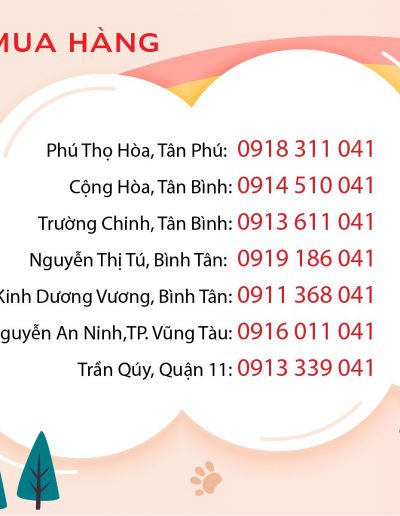 MUA HÀNG
Phú Thọ Hòa, Tân Phú: 0918 311 041
Cộng Hòa, Tân Bình: 0914 510 041
Trường Chinh, Tân Bình: 0913 611 041
Nguyễn Thị Tú, Bình Tân: 0919 186 041
Kinh Dương Vương, Bình Tân: 0911 368 041
guyễn An Ninh,TP. Vũng Tàu: 0916 011 041
Trần Qúy, Quận 11: 0913 339 041